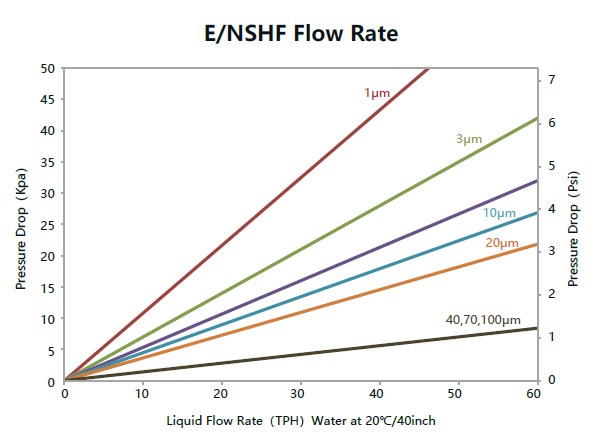 E/NSHF Flow Rate
50
45
40
35
30
25
20
15
10
5
0
Pressure Drop (Kpa)
1μm
3μm
10μm
20μm
40,70,100μm
7
6
5
4
3
2
1
0
Pressure Drop (Psi)
0 10 20 30 40 50 60
Liquid Flow Rate (TPH) Water at 20℃/40inch